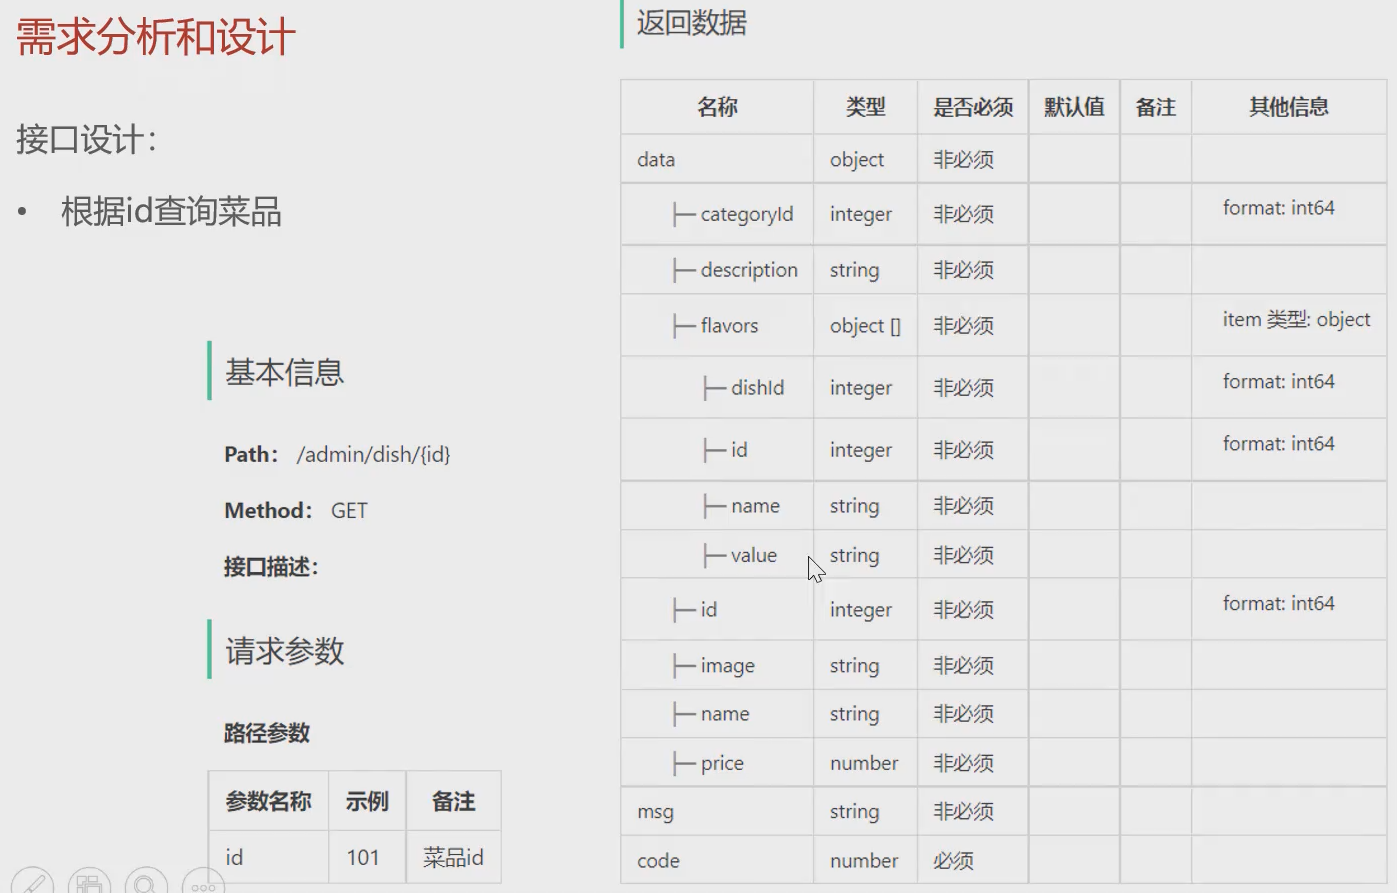 需求分析和设计
接口设计：
• 根据id查询菜品
基本信息
Path： /admin/dish/{id}
Method： GET
接口描述：
请求参数
路径参数
参数名称 示例 备注
id 101 菜品id
返回数据
名称 类型 是否必须 默认值 备注 其他信息
data object 非必须
├─ categoryId integer 非必须 format: int64
├─ description string 非必须
├─ flavors object [] 非必须 item 类型: object
├─ dishId integer 非必须 format: int64
├─ id integer 非必须 format: int64
├─ name string 非必须
├─ value string 非必须
├─ id integer 非必须 format: int64
├─ image string 非必须
├─ name string 非必须
├─ price number 非必须
msg string 非必须
code number 必须